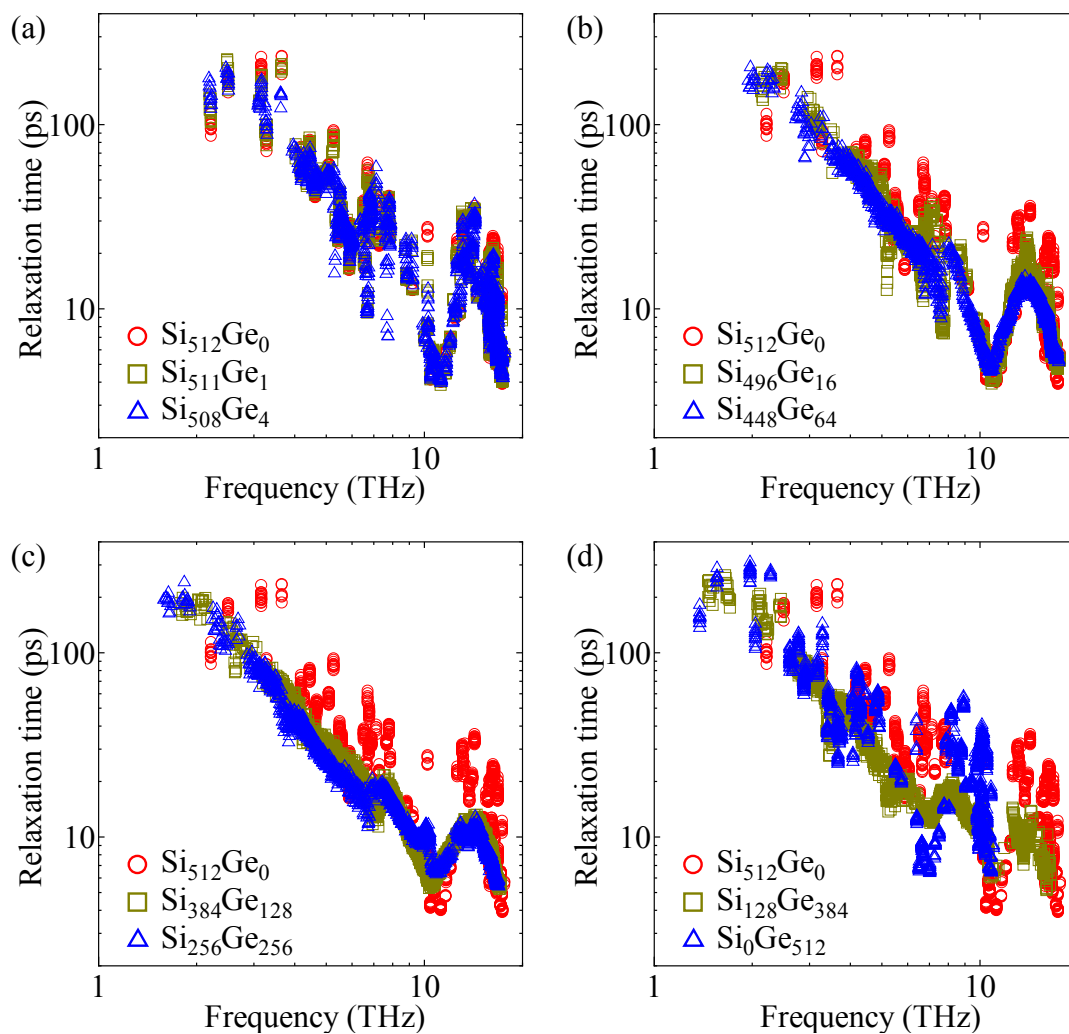 (a)
Relaxation time (ps)
100
10
Si₅₁₂Ge₀
Si₅₁₁Ge₁
Si₅₀₈Ge₄
1
10
Frequency (THz)
(b)
Relaxation time (ps)
100
10
Si₅₁₂Ge₀
Si₄₉₆Ge₁₆
Si₄₄₈Ge₆₄
1
10
Frequency (THz)
(c)
Relaxation time (ps)
100
10
Si₅₁₂Ge₀
Si₃₈₄Ge₁₂₈
Si₂₅₆Ge₂₅₆
1
10
Frequency (THz)
(d)
Relaxation time (ps)
100
10
Si₅₁₂Ge₀
Si₁₂₈Ge₃₈₄
Si₀Ge₅₁₂
1
10
Frequency (THz)